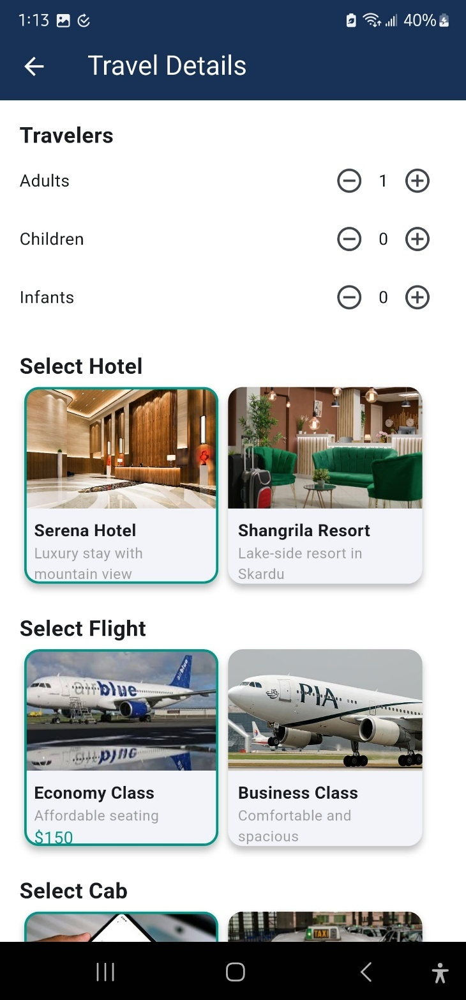 1:13
40%
Travel Details
Travelers
Adults
1
Children
0
Infants
0
Select Hotel
Serena Hotel
Luxury stay with
mountain view
Shangrila Resort
Lake-side resort in
Skardu
Select Flight
airblue
airblue
PIA
Economy Class
Affordable seating
$150
Business Class
Comfortable and
spacious
Select Cab
TAXI